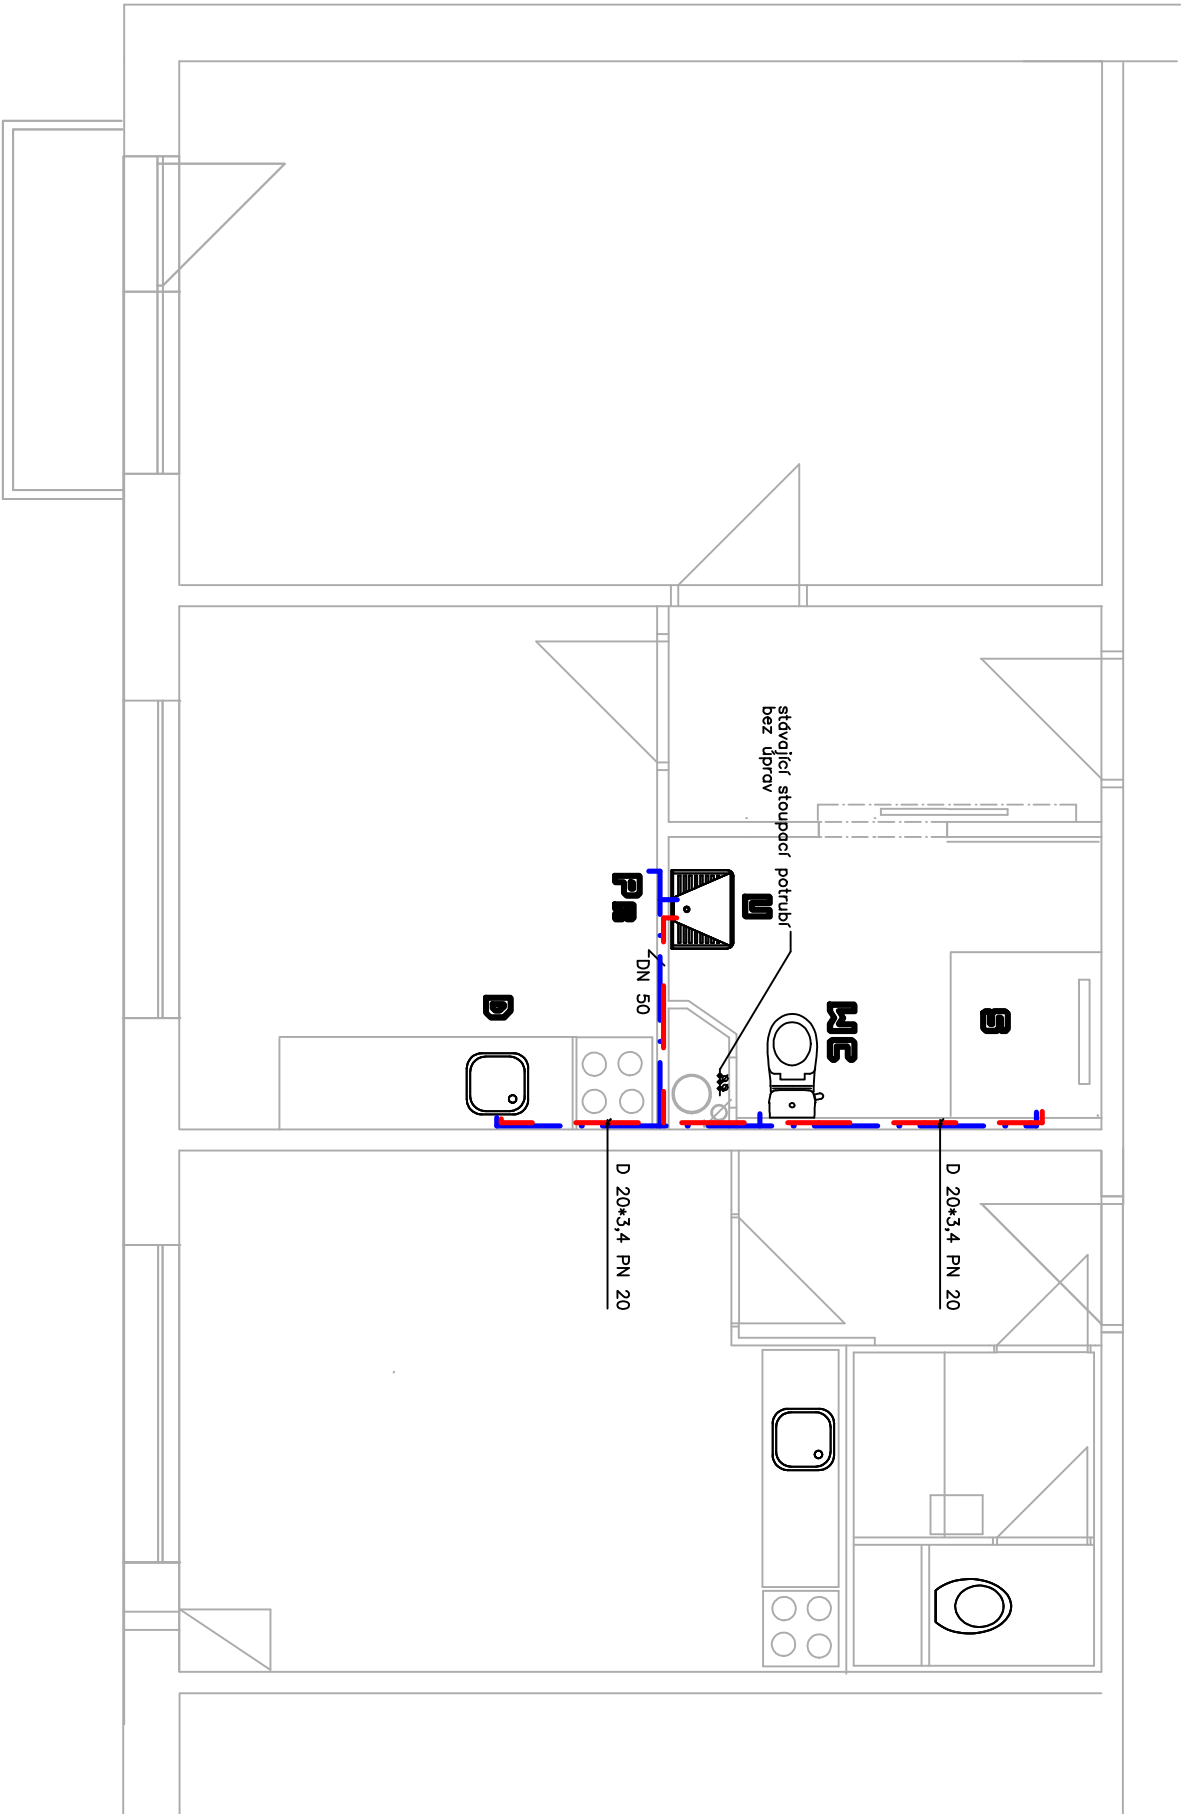 stávající stoupací potrubí
bez úprav
U
PR
DN 50
D
WC
S
D 20*3,4 PN 20
D 20*3,4 PN 20